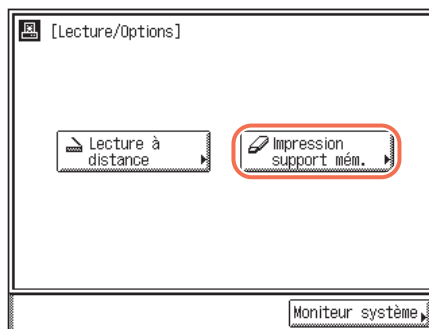 [Lecture/Options]
Lecture à
distance
Impression
support mém.
Moniteur système